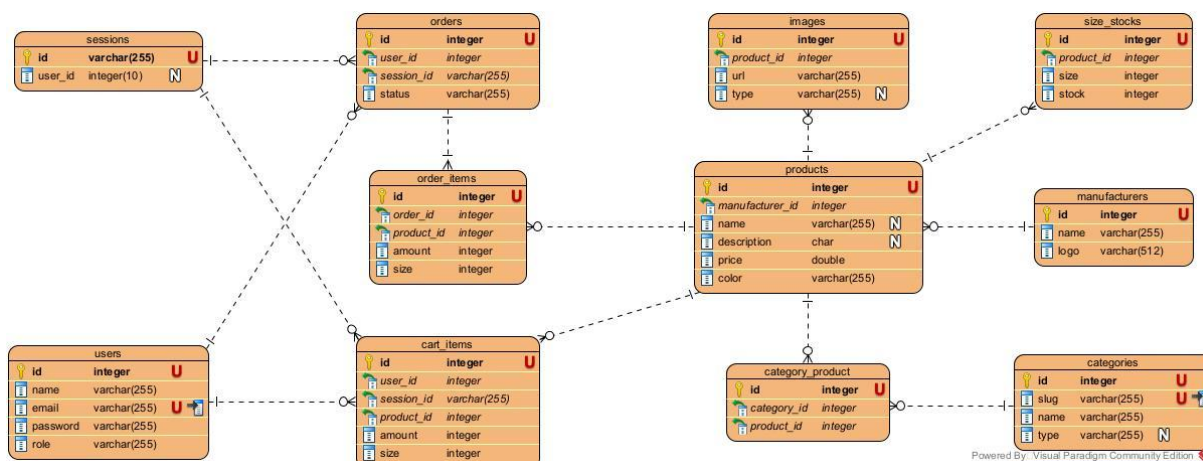 sessions
id varchar(255) U
user_id integer(10) N
orders
id integer U
user_id integer
session_id varchar(255)
status varchar(255)
images
id integer U
product_id integer
url varchar(255)
type varchar(255) N
size_stocks
id integer U
product_id integer
size integer
stock integer
order_items
id integer U
order_id integer
product_id integer
amount integer
size integer
products
id integer U
manufacturer_id integer
name varchar(255) N
description char N
price double
color varchar(255)
manufacturers
id integer U
name varchar(255)
logo varchar(512)
users
id integer U
name varchar(255)
email varchar(255) U
password varchar(255)
role varchar(255)
cart_items
id integer U
user_id integer
session_id varchar(255)
product_id integer
amount integer
size integer
category_product
id integer U
category_id integer
product_id integer
categories
id integer U
slug varchar(255) U
name varchar(255)
type varchar(255) N
Powered By: Visual Paradigm Community Edition